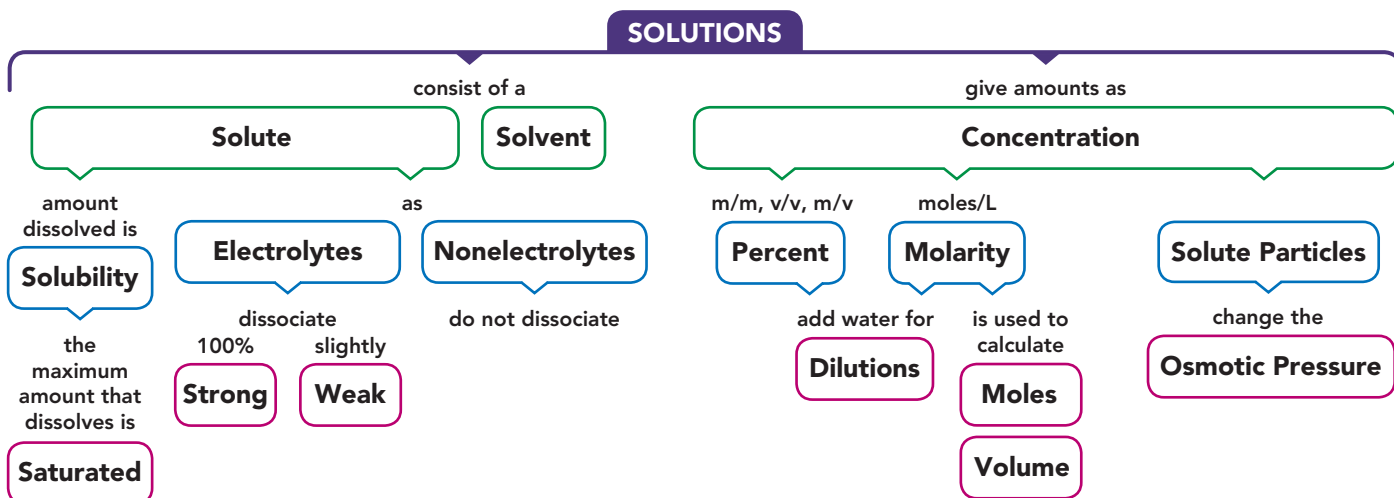 SOLUTIONS
consist of a
give amounts as
Solute
Solvent
Concentration
amount
dissolved is
as
m/m, v/v, m/v
moles/L
Solubility
Electrolytes
Nonelectrolytes
Percent
Molarity
Solute Particles
the
maximum
amount that
dissolves is
dissociate
do not dissociate
100%
slightly
add water for
is used to
calculate
change the
Saturated
Strong
Weak
Dilutions
Moles
Volume
Osmotic Pressure